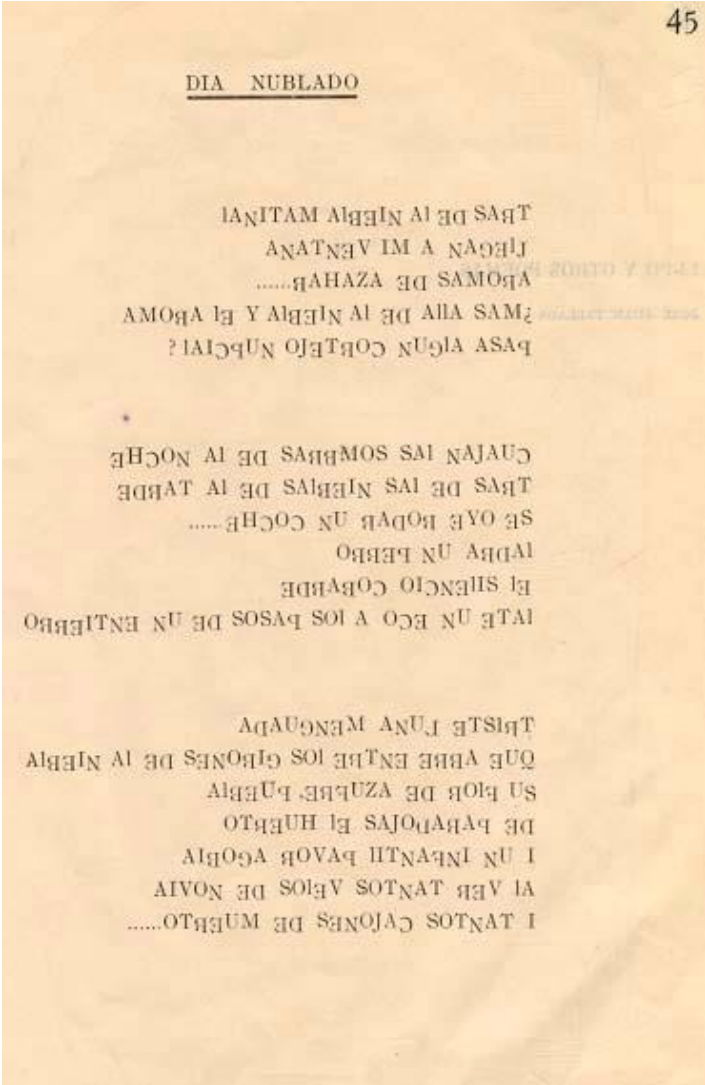 45
DIA NUBLADO
TRAS DE LA NIEBLA MATINAL
LLEGAN A MI VENTANA
AROMAS DE AZAHAR......
¿MAS ALLA DE LA NIEBLA Y EL AROMA
PASA ALGUN CORTEJO NUPCIAL?
CUAJAN LAS SOMBRAS DE LA NOCHE
TRAS DE LAS NIEBLAS DE LA TARDE
SE OYE RODAR UN COCHE......
LADRA UN PERRO
EL SILENCIO COBARDE
LATE UN ECO A LOS PASOS DE UN ENTIERRO
TRISTE LUNA MENGUADA
QUE ABRE ENTRE LOS GIRONES DE LA NIEBLA
SU FLOR DE AZUFRE, PUEBLA
DE PARADOJAS EL HUERTO
I UN INFANTIL PAVOR AGOBIA
AL VER TANTOS VELOS DE NOVIA
I TANTOS CAJONES DE MUERTO......